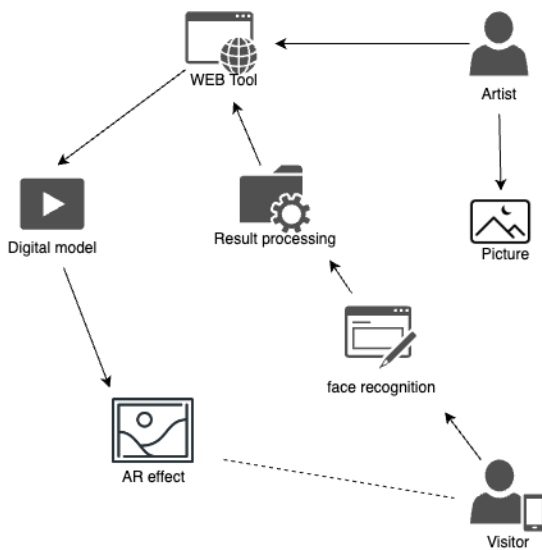 WEB Tool
Artist
Digital model
Result processing
Picture
face recognition
AR effect
Visitor